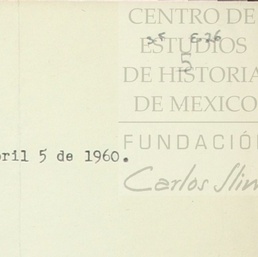 CENTRO DE
ESTUDIOS
5
DE HISTORIA
DE MEXICO
FUNDACIÓN
ril 5 de 1960.
Carlos Slim